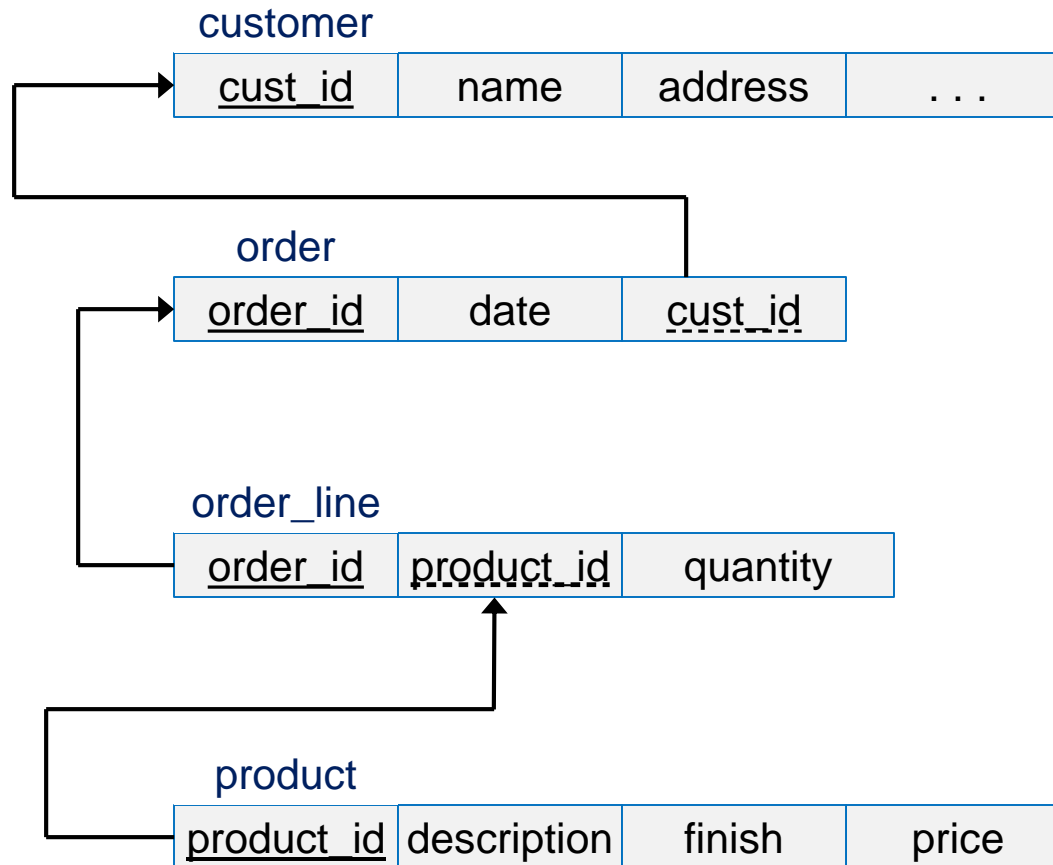 customer
cust_id name address . . .
order
order_id date cust_id
order_line
order_id product_id quantity
product
product_id description finish price